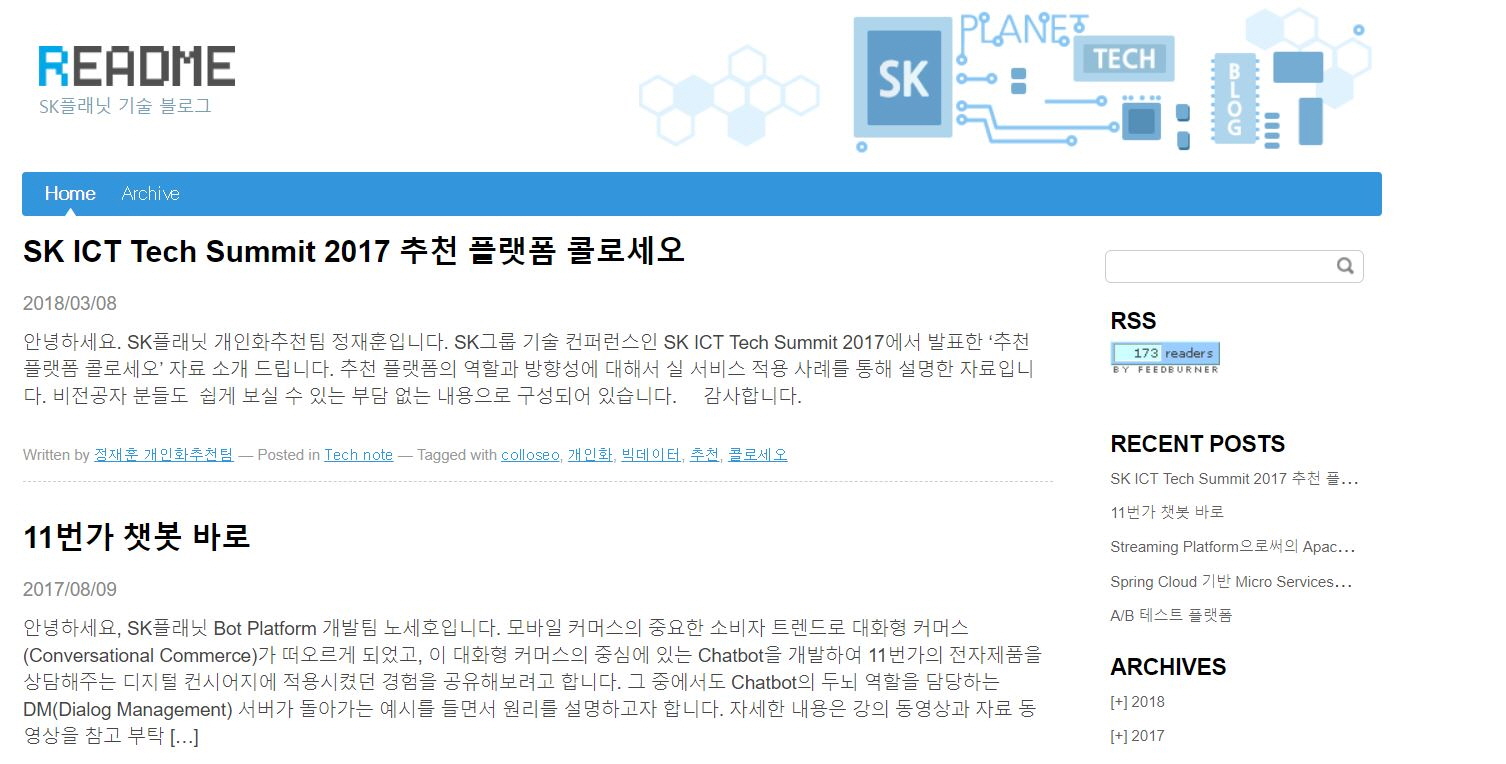 README
SK플래닛 기술 블로그
SK
PLANET
TECH
BLOG
Home
Archive
SK ICT Tech Summit 2017 추천 플랫폼 콜로세오
2018/03/08
안녕하세요. SK플래닛 개인화추천팀 정재훈입니다. SK그룹 기술 컨퍼런스인 SK ICT Tech Summit 2017에서 발표한 ‘추천
플랫폼 콜로세오’ 자료 소개 드립니다. 추천 플랫폼의 역할과 방향성에 대해서 실 서비스 적용 사례를 통해 설명한 자료입니
다. 비전공자 분들도 쉽게 보실 수 있는 부담 없는 내용으로 구성되어 있습니다. 감사합니다.
Written by 정재훈 개인화추천팀 — Posted in Tech note — Tagged with colloseo, 개인화, 빅데이터, 추천, 콜로세오
11번가 챗봇 바로
2017/08/09
안녕하세요, SK플래닛 Bot Platform 개발팀 노세호입니다. 모바일 커머스의 중요한 소비자 트렌드로 대화형 커머스
(Conversational Commerce)가 떠오르게 되었고, 이 대화형 커머스의 중심에 있는 Chatbot을 개발하여 11번가의 전자제품을
상담해주는 디지털 컨시어지에 적용시켰던 경험을 공유해보려고 합니다. 그 중에서도 Chatbot의 두뇌 역할을 담당하는
DM(Dialog Management) 서버가 돌아가는 예시를 들면서 원리를 설명하고자 합니다. 자세한 내용은 강의 동영상과 자료 동
영상을 참고 부탁 […]
RSS
173 readers
BY FEEDBURNER
RECENT POSTS
SK ICT Tech Summit 2017 추천 플…
11번가 챗봇 바로
Streaming Platform으로써의 Apac…
Spring Cloud 기반 Micro Services…
A/B 테스트 플랫폼
ARCHIVES
[+] 2018
[+] 2017